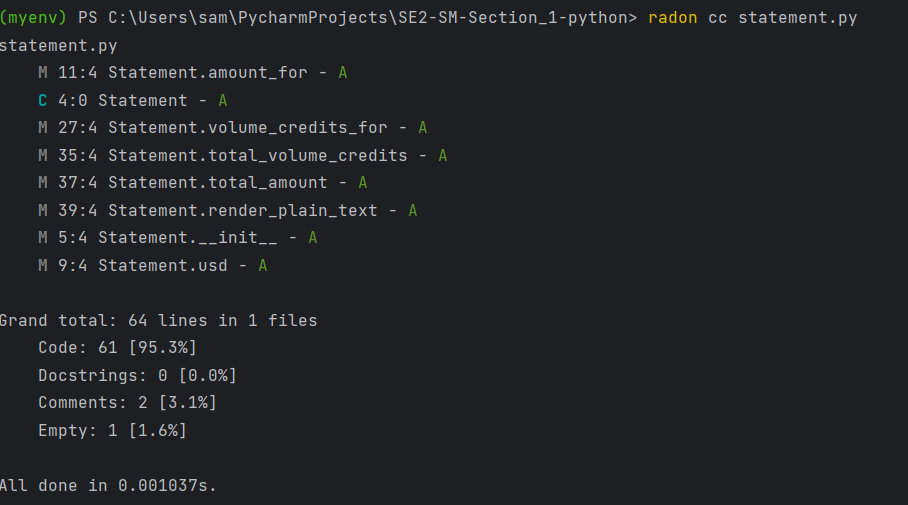 (myenv) PS C:\Users\sam\PycharmProjects\SE2-SM-Section_1-python> radon cc statement.py
statement.py
    M 11:4 Statement.amount_for - A
    C 4:0 Statement - A
    M 27:4 Statement.volume_credits_for - A
    M 35:4 Statement.total_volume_credits - A
    M 37:4 Statement.total_amount - A
    M 39:4 Statement.render_plain_text - A
    M 5:4 Statement.__init__ - A
    M 9:4 Statement.usd - A

Grand total: 64 lines in 1 files
    Code: 61 [95.3%]
    Docstrings: 0 [0.0%]
    Comments: 2 [3.1%]
    Empty: 1 [1.6%]

All done in 0.001037s.